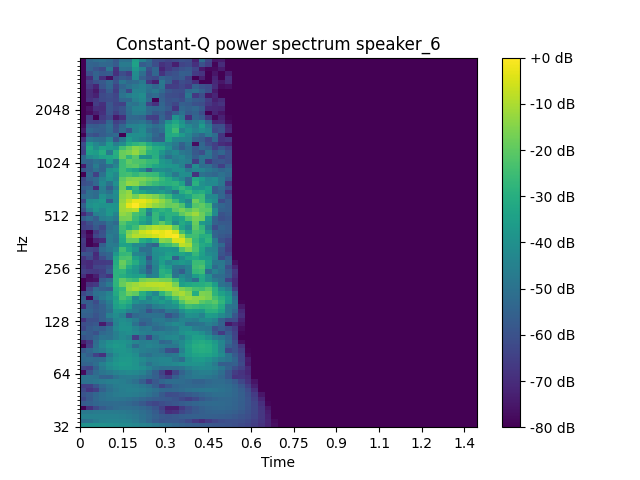 Constant-Q power spectrum speaker_6
Hz
2048
1024
512
256
128
64
32
0 0.15 0.3 0.45 0.6 0.75 0.9 1.1 1.2 1.4
Time
+0 dB
-10 dB
-20 dB
-30 dB
-40 dB
-50 dB
-60 dB
-70 dB
-80 dB